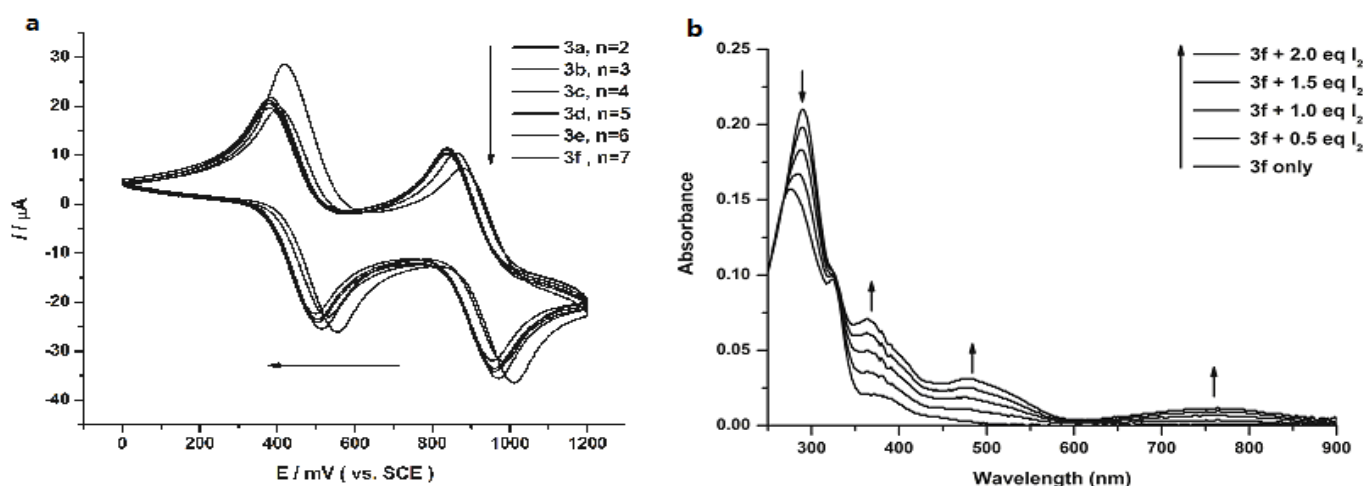 a
30
20
10
0
-10
-20
-30
-40
I / μA
3a, n=2
3b, n=3
3c, n=4
3d, n=5
3e, n=6
3f , n=7
0 200 400 600 800 1000 1200
E / mV ( vs. SCE )
b
0.25
0.20
0.15
0.10
0.05
0.00
Absorbance
3f + 2.0 eq I₂
3f + 1.5 eq I₂
3f + 1.0 eq I₂
3f + 0.5 eq I₂
3f only
300 400 500 600 700 800 900
Wavelength (nm)